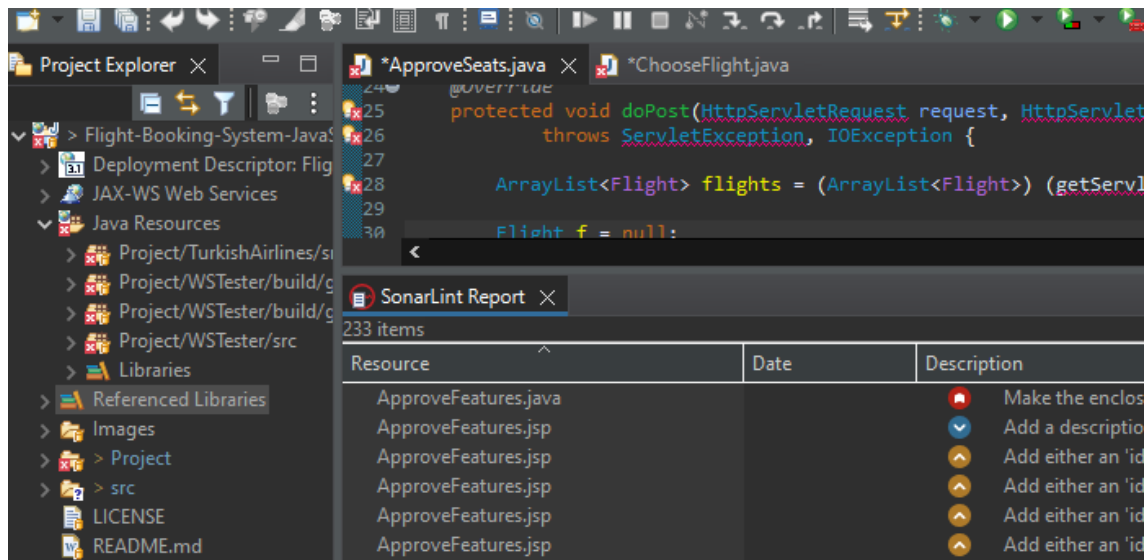 Project Explorer
> Flight-Booking-System-JavaS
Deployment Descriptor: Flig
JAX-WS Web Services
Java Resources
Project/TurkishAirlines/sr
Project/WSTester/build/g
Project/WSTester/build/g
Project/WSTester/src
Libraries
Referenced Libraries
Images
> Project
> src
LICENSE
README.md
*ApproveSeats.java
*ChooseFlight.java
24 @Override
25 protected void doPost(HttpServletRequest request, HttpServlet
26 throws ServletException, IOException {
27
28 ArrayList<Flight> flights = (ArrayList<Flight>) (getServl
29
30 Flight f = null;
SonarLint Report
233 items
Resource Date Description
ApproveFeatures.java Make the enclos
ApproveFeatures.jsp Add a descriptio
ApproveFeatures.jsp Add either an 'id
ApproveFeatures.jsp Add either an 'id
ApproveFeatures.jsp Add either an 'id
ApproveFeatures.jsp Add either an 'id